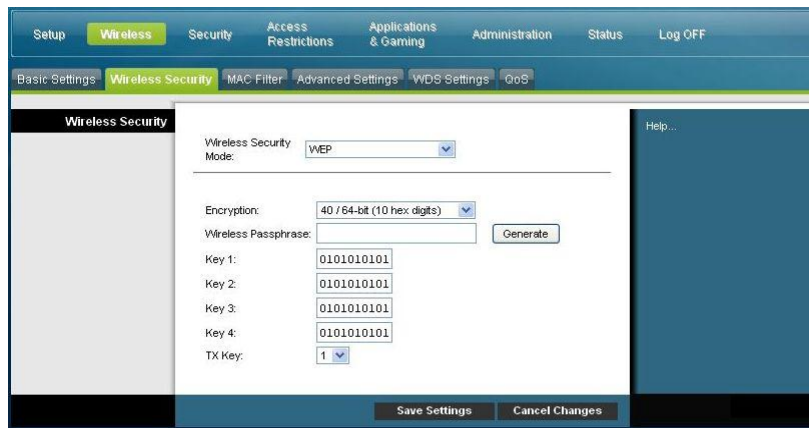 Setup Wireless Security Access Restrictions Applications & Gaming Administration Status Log OFF
Basic Settings Wireless Security MAC Filter Advanced Settings WDS Settings QoS
Wireless Security
Help...
Wireless Security Mode: WEP
Encryption: 40 / 64-bit (10 hex digits)
Wireless Passphrase: Generate
Key 1: 0101010101
Key 2: 0101010101
Key 3: 0101010101
Key 4: 0101010101
TX Key: 1
Save Settings Cancel Changes